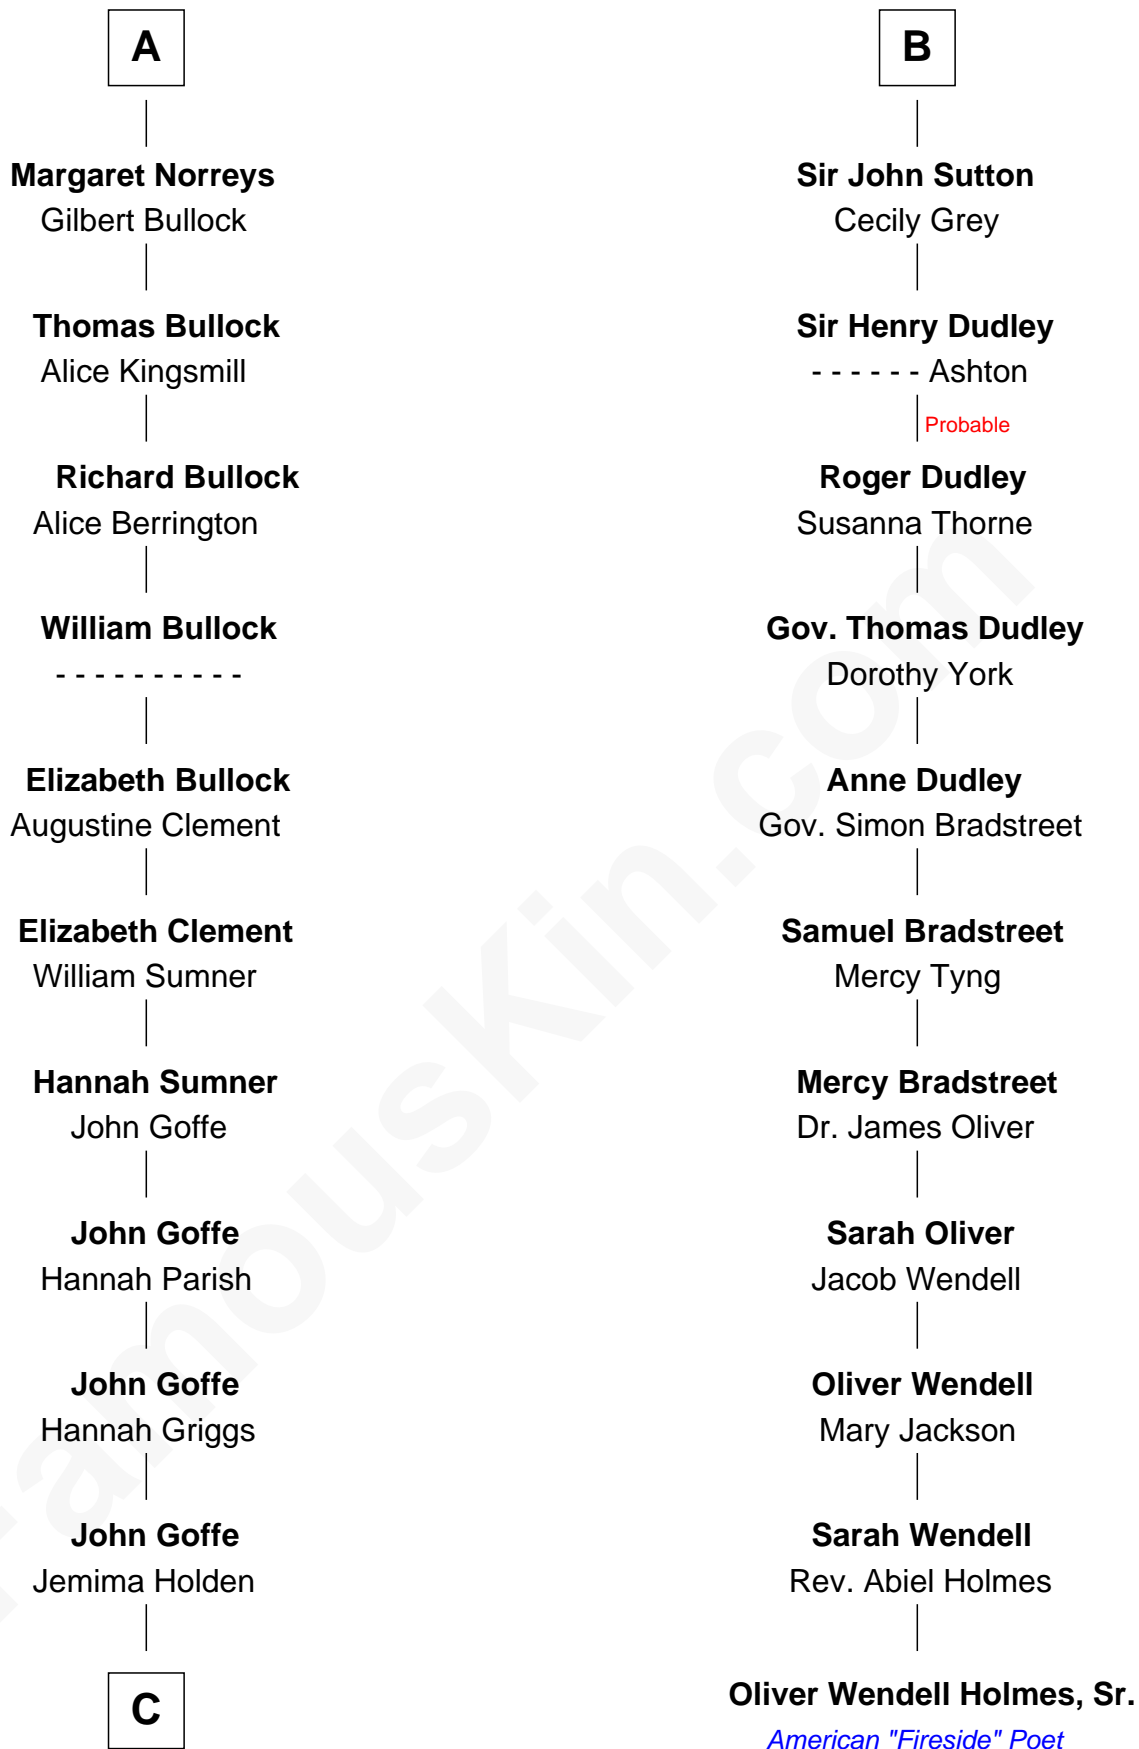 A
Margaret Norreys
Gilbert Bullock
Thomas Bullock
Alice Kingsmill
Richard Bullock
Alice Berrington
William Bullock
- - - - - - - - - -
Elizabeth Bullock
Augustine Clement
Elizabeth Clement
William Sumner
Hannah Sumner
John Goffe
John Goffe
Hannah Parish
John Goffe
Hannah Griggs
John Goffe
Jemima Holden
C
B
Sir John Sutton
Cecily Grey
Sir Henry Dudley
- - - - - - Ashton
Probable
Roger Dudley
Susanna Thorne
Gov. Thomas Dudley
Dorothy York
Anne Dudley
Gov. Simon Bradstreet
Samuel Bradstreet
Mercy Tyng
Mercy Bradstreet
Dr. James Oliver
Sarah Oliver
Jacob Wendell
Oliver Wendell
Mary Jackson
Sarah Wendell
Rev. Abiel Holmes
Oliver Wendell Holmes, Sr.
American "Fireside" Poet
FamousKin.com